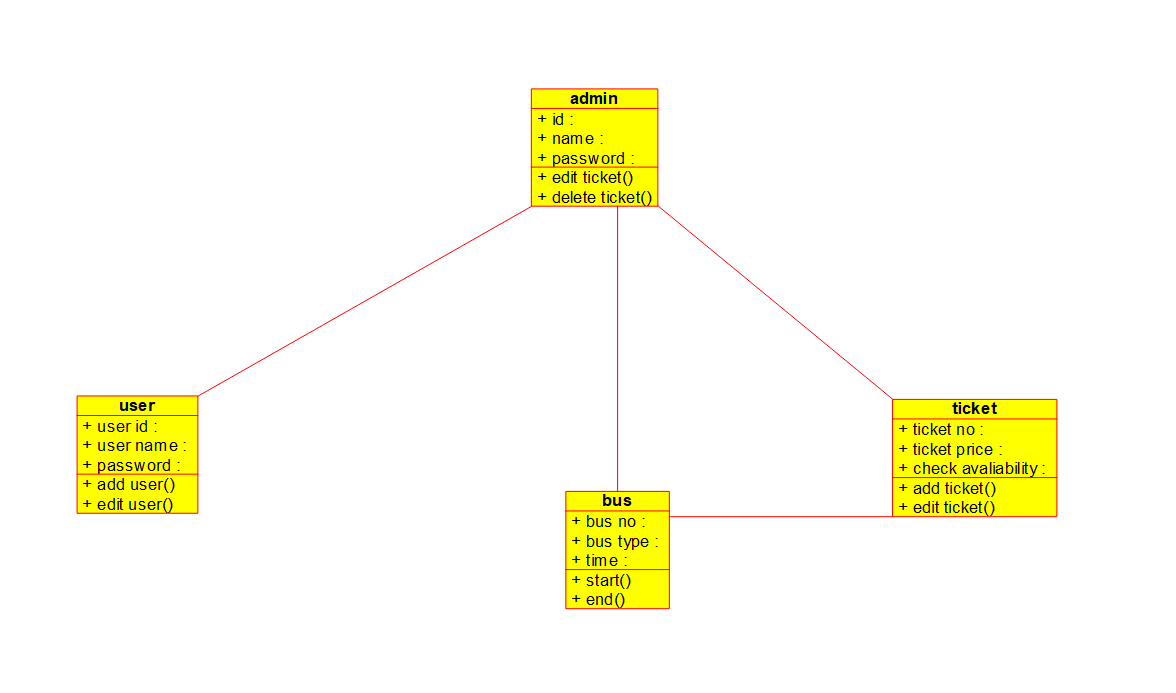 admin
+ id :
+ name :
+ password :
+ edit ticket()
+ delete ticket()
user
+ user id :
+ user name :
+ password :
+ add user()
+ edit user()
ticket
+ ticket no :
+ ticket price :
+ check avaliability :
+ add ticket()
+ edit ticket()
bus
+ bus no :
+ bus type :
+ time :
+ start()
+ end()